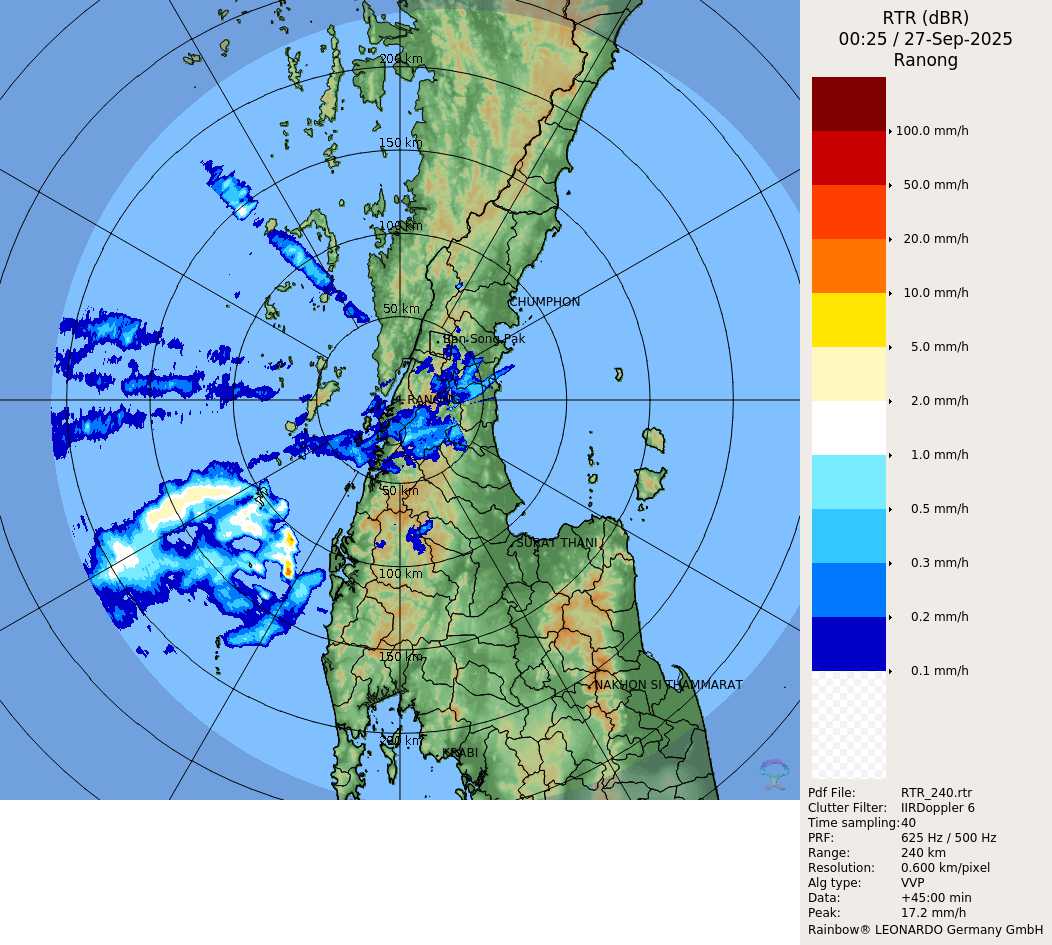 RTR (dBR)
00:25 / 27-Sep-2025
Ranong
100.0 mm/h
50.0 mm/h
20.0 mm/h
10.0 mm/h
5.0 mm/h
2.0 mm/h
1.0 mm/h
0.5 mm/h
0.3 mm/h
0.2 mm/h
0.1 mm/h
Pdf File: RTR_240.rtr
Clutter Filter: IIRDoppler 6
Time sampling: 40
PRF: 625 Hz / 500 Hz
Range: 240 km
Resolution: 0.600 km/pixel
Alg type: VVP
Data: +45:00 min
Peak: 17.2 mm/h
Rainbow® LEONARDO Germany GmbH
200 km
150 km
100 km
50 km
CHUMPHON
Ban Song Pak
RANONG
50 km
SURAT THANI
100 km
150 km
NAKHON SI THAMMARAT
200 km
KRABI